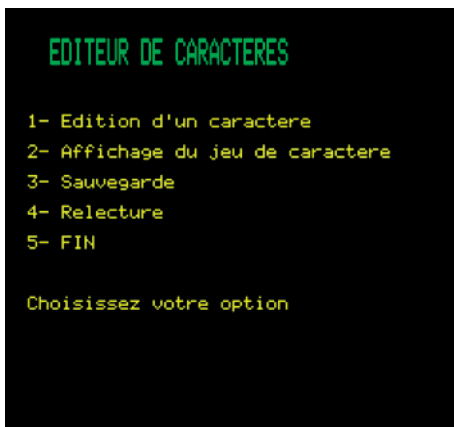 EDITEUR DE CARACTERES
1- Edition d'un caractere
2- Affichage du jeu de caractere
3- Sauvegarde
4- Relecture
5- FIN
Choisissez votre option